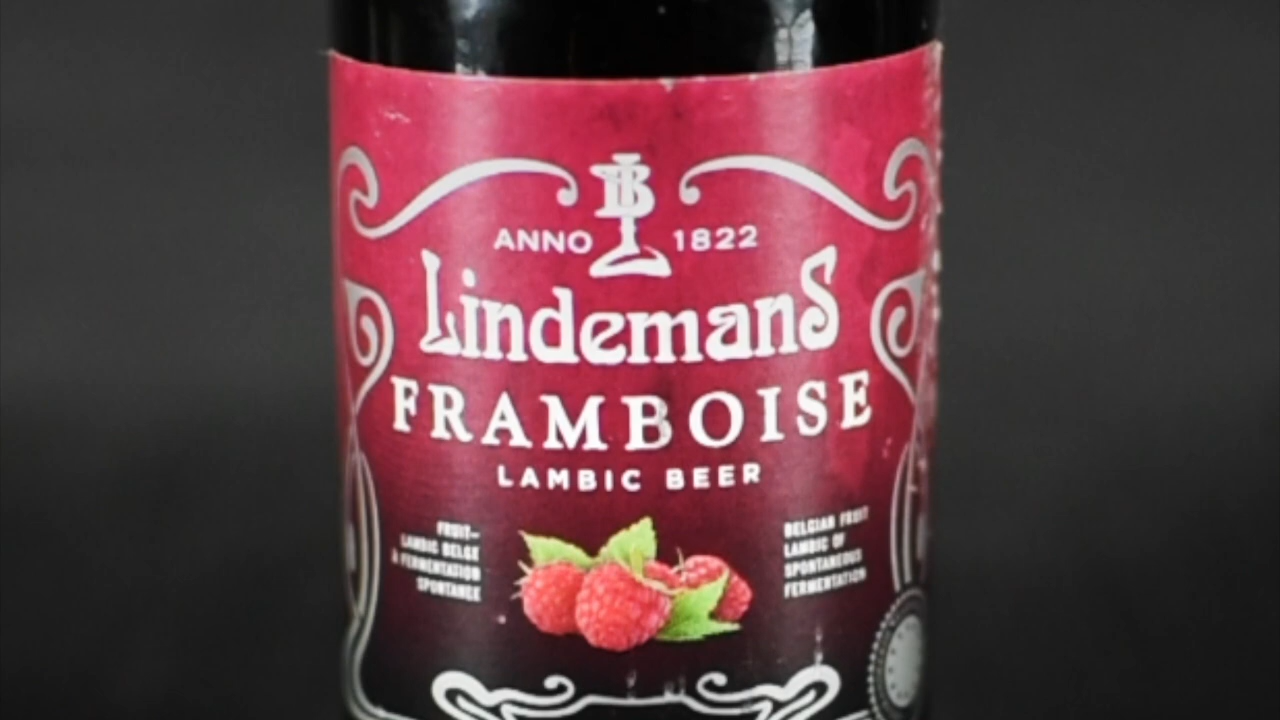 ANNO 1822
Lindemans
FRAMBOISE
LAMBIC BEER
FRUIT-
LAMBIC BELGE
À FERMENTATION
SPONTANÉE
BELGIAN FRUIT
LAMBIC OF
SPONTANEOUS
FERMENTATION